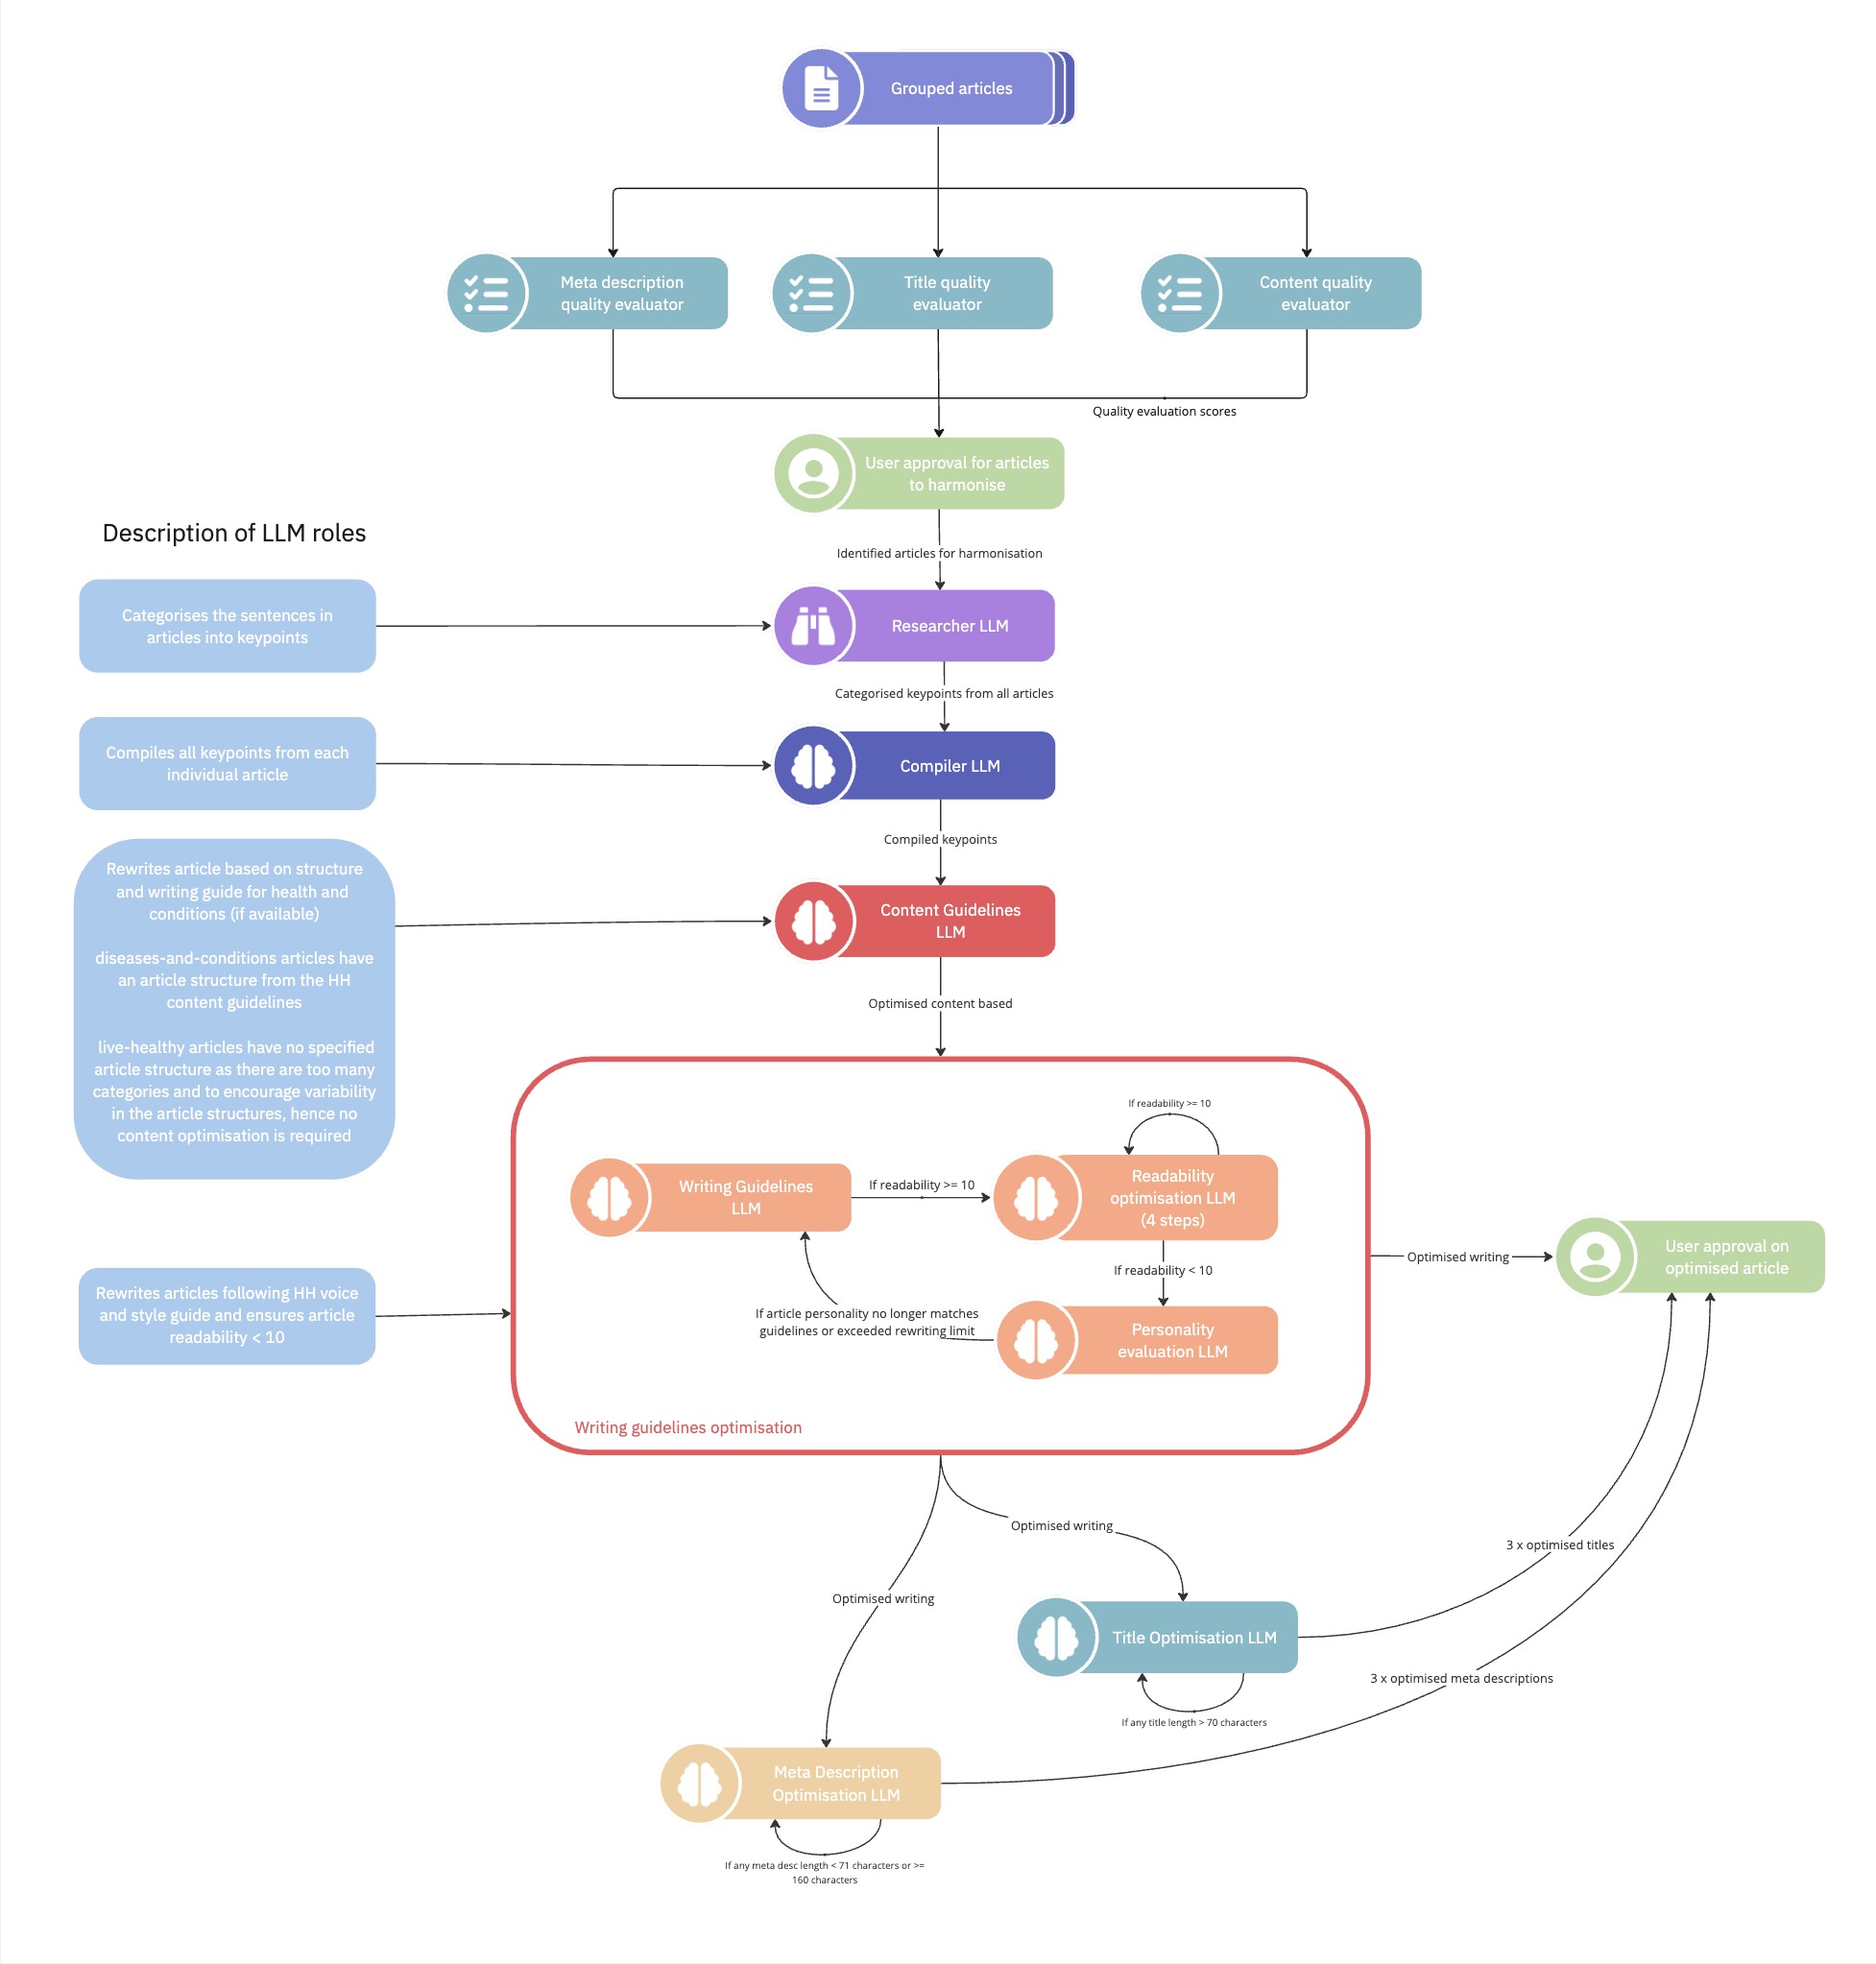 Grouped articles
Meta description
quality evaluator
Title quality
evaluator
Content quality
evaluator
Quality evaluation scores
User approval for articles
to harmonise
Identified articles for harmonisation
Description of LLM roles
Categorises the sentences in
articles into keypoints
Researcher LLM
Categorised keypoints from all articles
Compiles all keypoints from each
individual article
Compiler LLM
Compiled keypoints
Rewrites article based on structure
and writing guide for health and
conditions (if available)
diseases-and-conditions articles have
an article structure from the HH
content guidelines
live-healthy articles have no specified
article structure as there are too many
categories and to encourage variability
in the article structures, hence no
content optimisation is required
Content Guidelines
LLM
Optimised content based
If readability >= 10
Writing Guidelines
LLM
If readability >= 10
Readability
optimisation LLM
(4 steps)
If readability < 10
If article personality no longer matches
guidelines or exceeded rewriting limit
Personality
evaluation LLM
Writing guidelines optimisation
Rewrites articles following HH voice
and style guide and ensures article
readability < 10
Optimised writing
User approval on
optimised article
Optimised writing
Optimised writing
3 x optimised titles
Title Optimisation LLM
If any title length > 70 characters
3 x optimised meta descriptions
Meta Description
Optimisation LLM
If any meta desc length < 71 characters or >=
160 characters